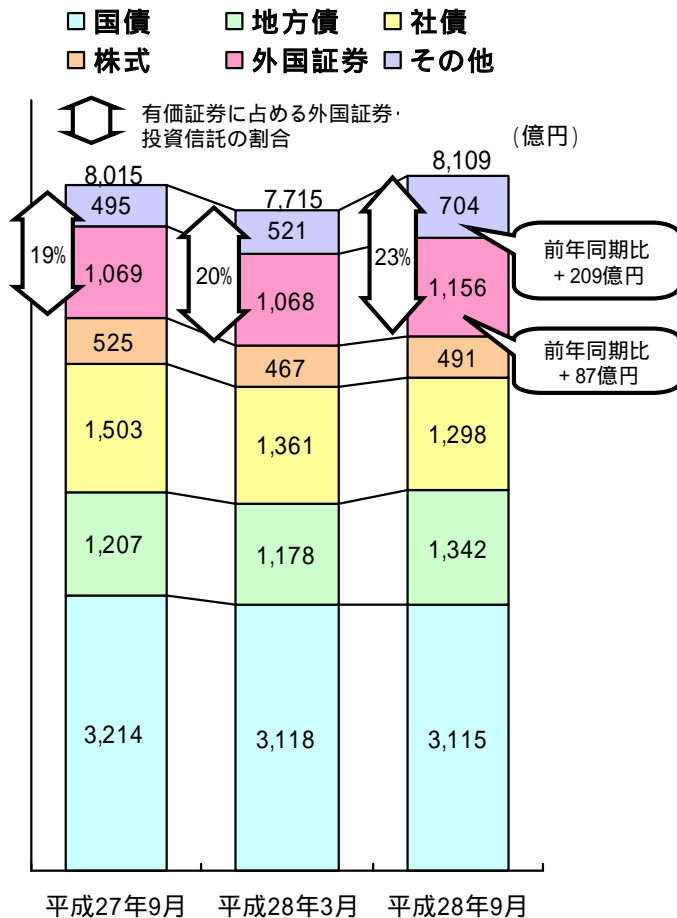 国債 地方債 社債
株式 外国証券 その他
有価証券に占める外国証券・
投資信託の割合
(億円)
8,015
7,715
8,109
495
521
704
19%
20%
23%
前年同期比
+209億円
1,069
1,068
1,156
前年同期比
+87億円
525
467
491
1,503
1,361
1,298
1,207
1,178
1,342
3,214
3,118
3,115
平成27年9月 平成28年3月 平成28年9月